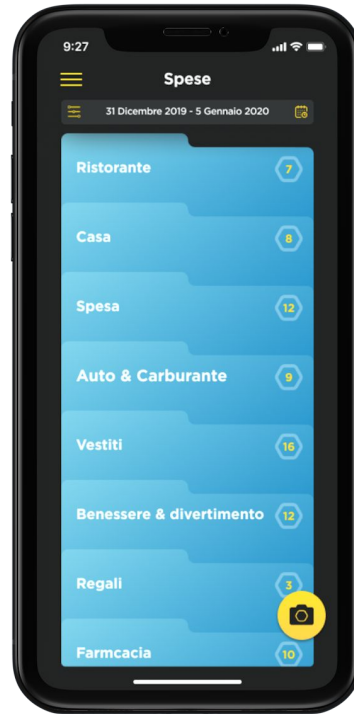 9:27
Spese
31 Dicembre 2019 - 5 Gennaio 2020
Ristorante 7
Casa 8
Spesa 12
Auto & Carburante 9
Vestiti 16
Benessere & divertimento 12
Regali 3
Farmcacia 10